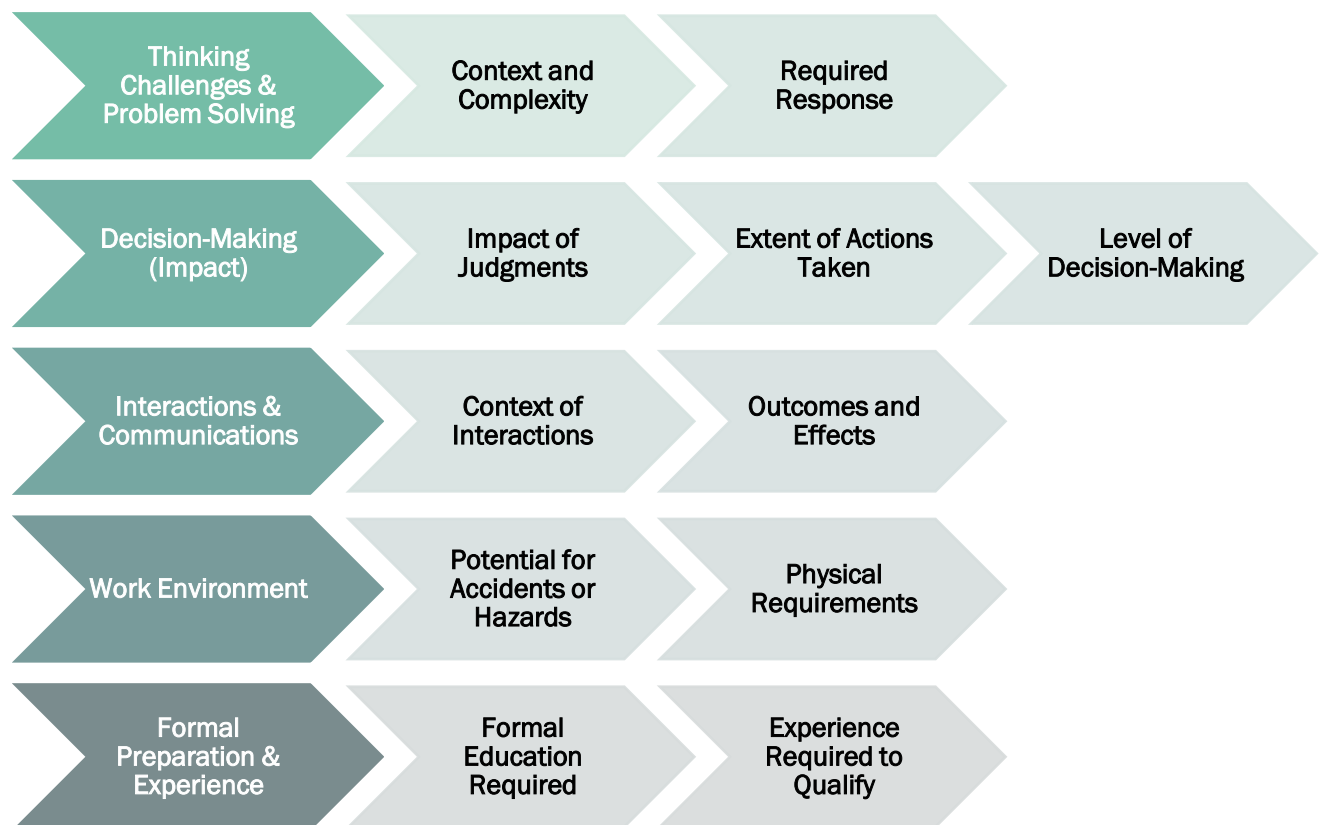 Thinking
Challenges &
Problem Solving
Context and
Complexity
Required
Response
Decision-Making
(Impact)
Impact of
Judgments
Extent of Actions
Taken
Level of
Decision-Making
Interactions &
Communications
Context of
Interactions
Outcomes and
Effects
Work Environment
Potential for
Accidents or
Hazards
Physical
Requirements
Formal
Preparation &
Experience
Formal
Education
Required
Experience
Required to
Qualify